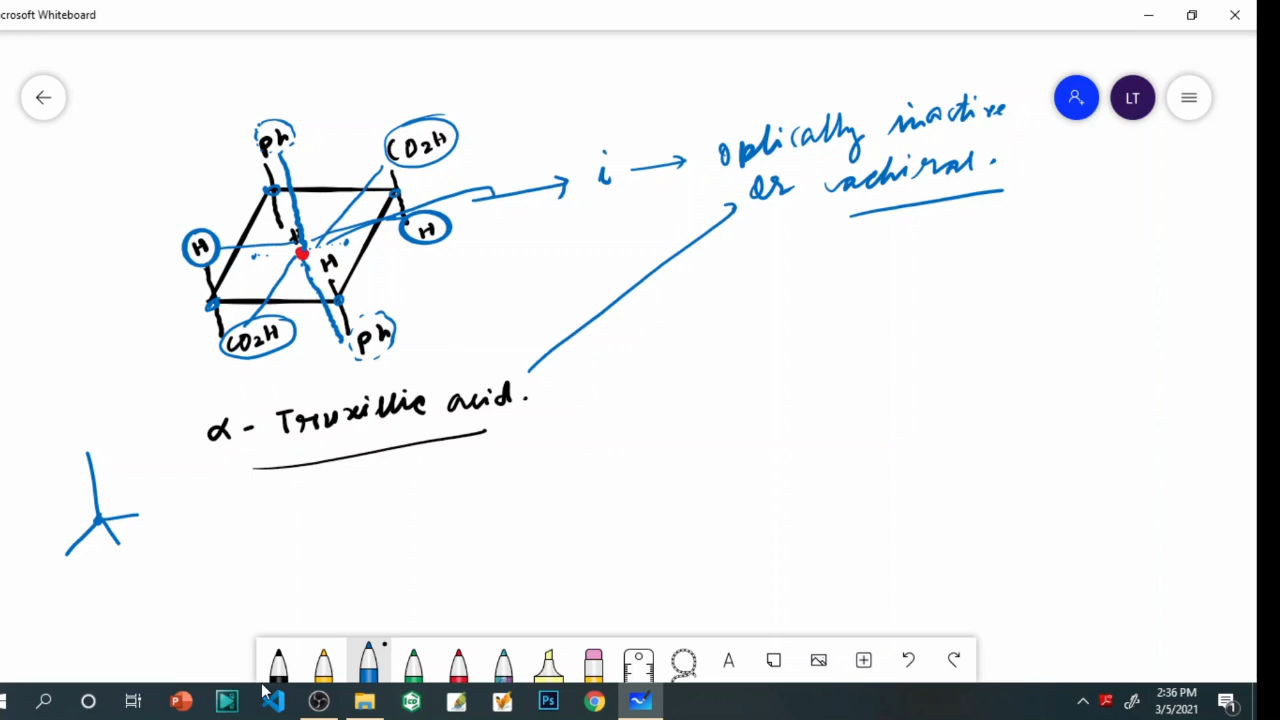 crosoft Whiteboard
LT
Ph
CO2H
i
Optically inactive
or achiral.
H
H
H
H
CO2H
Ph
α - Truxillic acid.
A
2:36 PM
3/5/2021